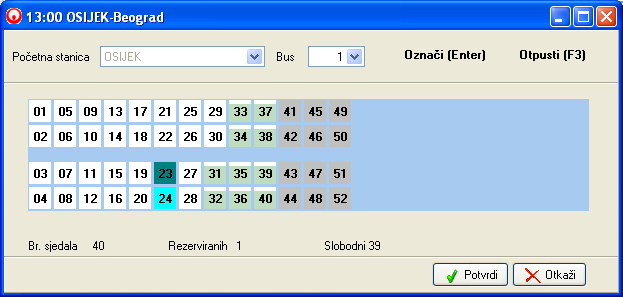 13:00 OSIJEK-Beograd
Početna stanica OSIJEK Bus 1 Označi (Enter) Otpusti (F3)
01 05 09 13 17 21 25 29 33 37 41 45 49
02 06 10 14 18 22 26 30 34 38 42 46 50
03 07 11 15 19 23 27 31 35 39 43 47 51
04 08 12 16 20 24 28 32 36 40 44 48 52
Br. sjedala 40 Rezerviranih 1 Slobodni 39
Potvrdi Otkaži